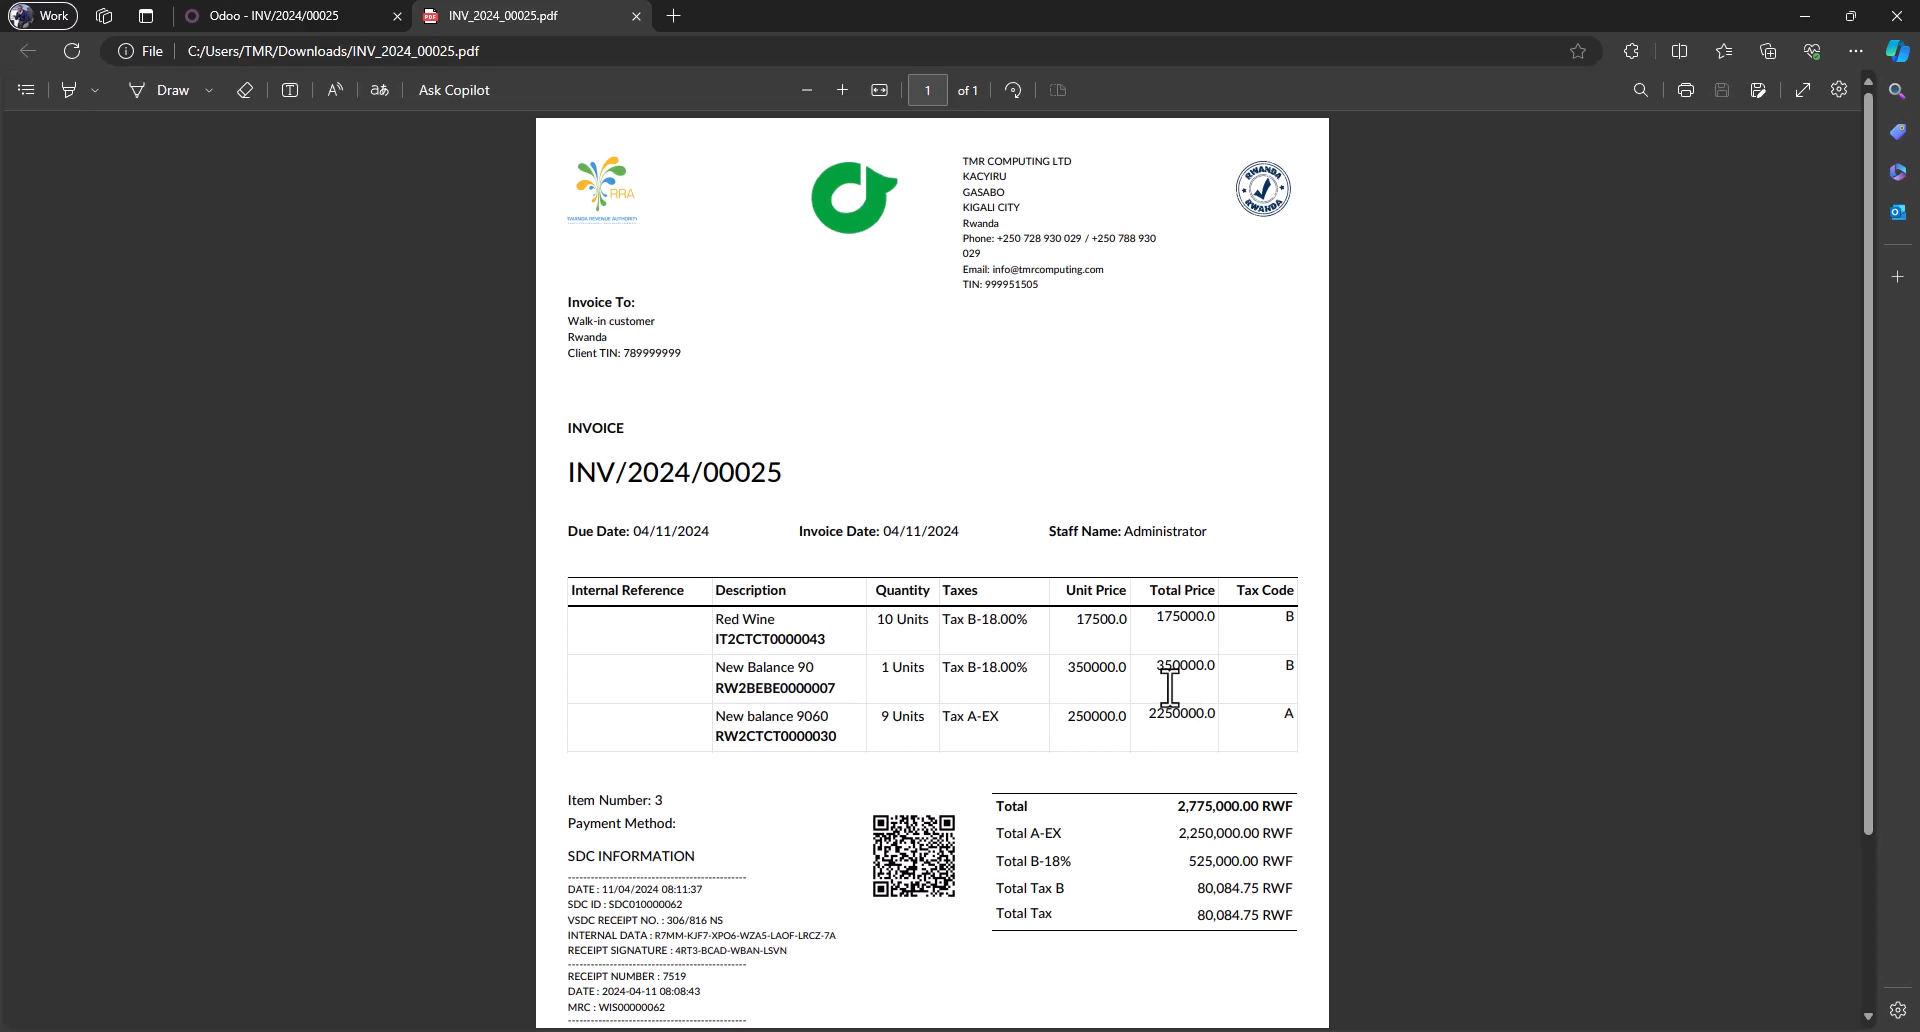 Work
Odoo - INV/2024/00025
INV_2024_00025.pdf
File
C:/Users/TMR/Downloads/INV_2024_00025.pdf
Draw
Ask Copilot
1
of 1
RRA
RWANDA REVENUE AUTHORITY
TMR COMPUTING LTD
KACYIRU
GASABO
KIGALI CITY
Rwanda
Phone: +250 728 930 029 / +250 788 930
029
Email: info@tmrcomputing.com
TIN: 999951505
RWANDA
RWANDA
Invoice To:
Walk-in customer
Rwanda
Client TIN: 789999999
INVOICE
INV/2024/00025
Due Date: 04/11/2024 Invoice Date: 04/11/2024 Staff Name: Administrator
Internal Reference Description Quantity Taxes Unit Price Total Price Tax Code
Red Wine 10 Units Tax B-18.00% 17500.0 175000.0 B
IT2CTCT0000043
New Balance 90 1 Units Tax B-18.00% 350000.0 350000.0 B
RW2BEBE0000007
New balance 9060 9 Units Tax A-EX 250000.0 2250000.0 A
RW2CTCT0000030
Item Number: 3
Payment Method:
SDC INFORMATION
DATE : 11/04/2024 08:11:37
SDC ID : SDC010000062
VSDC RECEIPT NO. : 306/816 NS
INTERNAL DATA : R7MM-KJF7-XPO6-WZA5-LAOF-LRCZ-7A
RECEIPT SIGNATURE : 4RT3-BCAD-WBAN-LSVN
RECEIPT NUMBER : 7519
DATE : 2024-04-11 08:08:43
MRC : WIS00000062
Total 2,775,000.00 RWF
Total A-EX 2,250,000.00 RWF
Total B-18% 525,000.00 RWF
Total Tax B 80,084.75 RWF
Total Tax 80,084.75 RWF